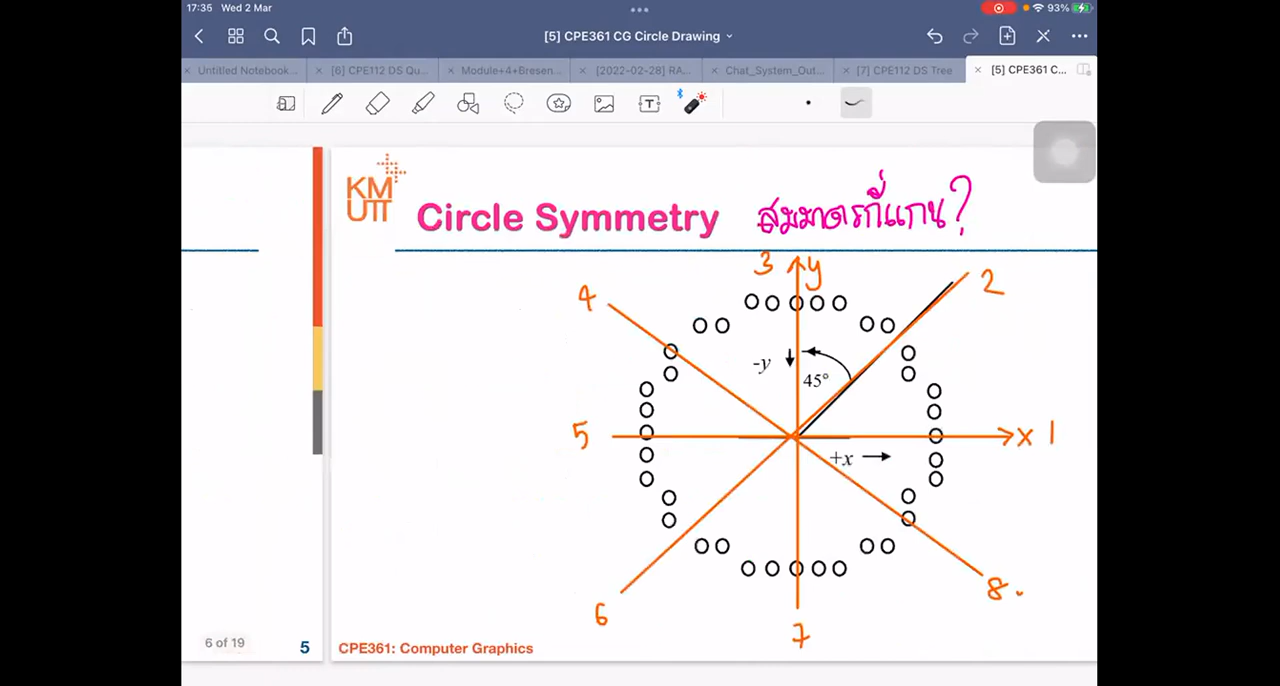 17:35 Wed 2 Mar
93%
[5] CPE361 CG Circle Drawing
Untitled Notebook...
[6] CPE112 DS Qu...
Module+4+Bresen...
[2022-02-28] RA...
Chat_System_Out...
[7] CPE112 DS Tree
[5] CPE361 C...
T
KM
UTT
Circle Symmetry สมมาตรกี่แกน?
3 y
2
4
-y
45°
5
x 1
+x
6
7
8.
6 of 19
5
CPE361: Computer Graphics